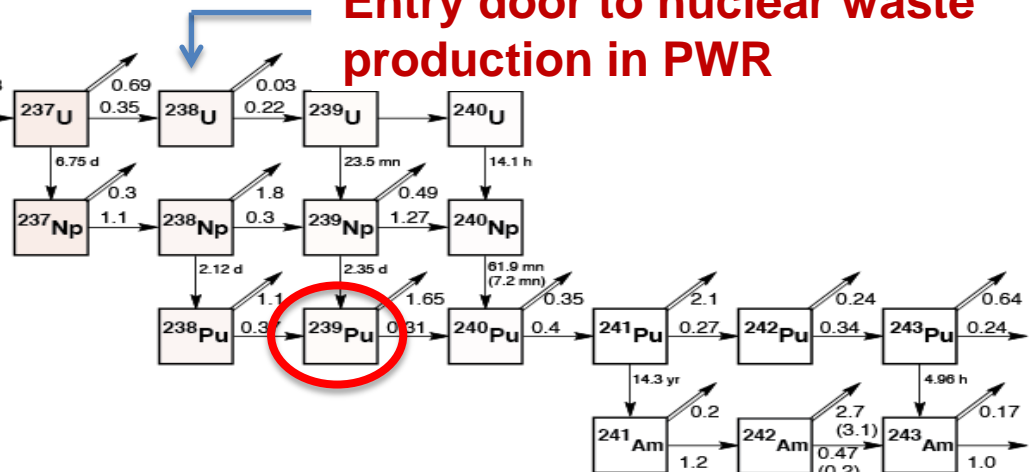 Entry door to nuclear waste
production in PWR
0.69
0.03
237U
0.35
238U
0.22
239U
240U
6.75 d
23.5 mn
14.1 h
0.3
1.8
0.49
237Np
1.1
238Np
0.3
239Np
1.27
240Np
2.12 d
2.35 d
61.9 mn
(7.2 mn)
1.1
1.65
0.35
2.1
0.24
0.64
238Pu
239Pu
0.31
240Pu
0.4
241Pu
0.27
242Pu
0.34
243Pu
0.24
14.3 yr
4.96 h
0.2
2.7
(3.1)
0.17
241Am
1.2
242Am
0.47
243Am
1.0